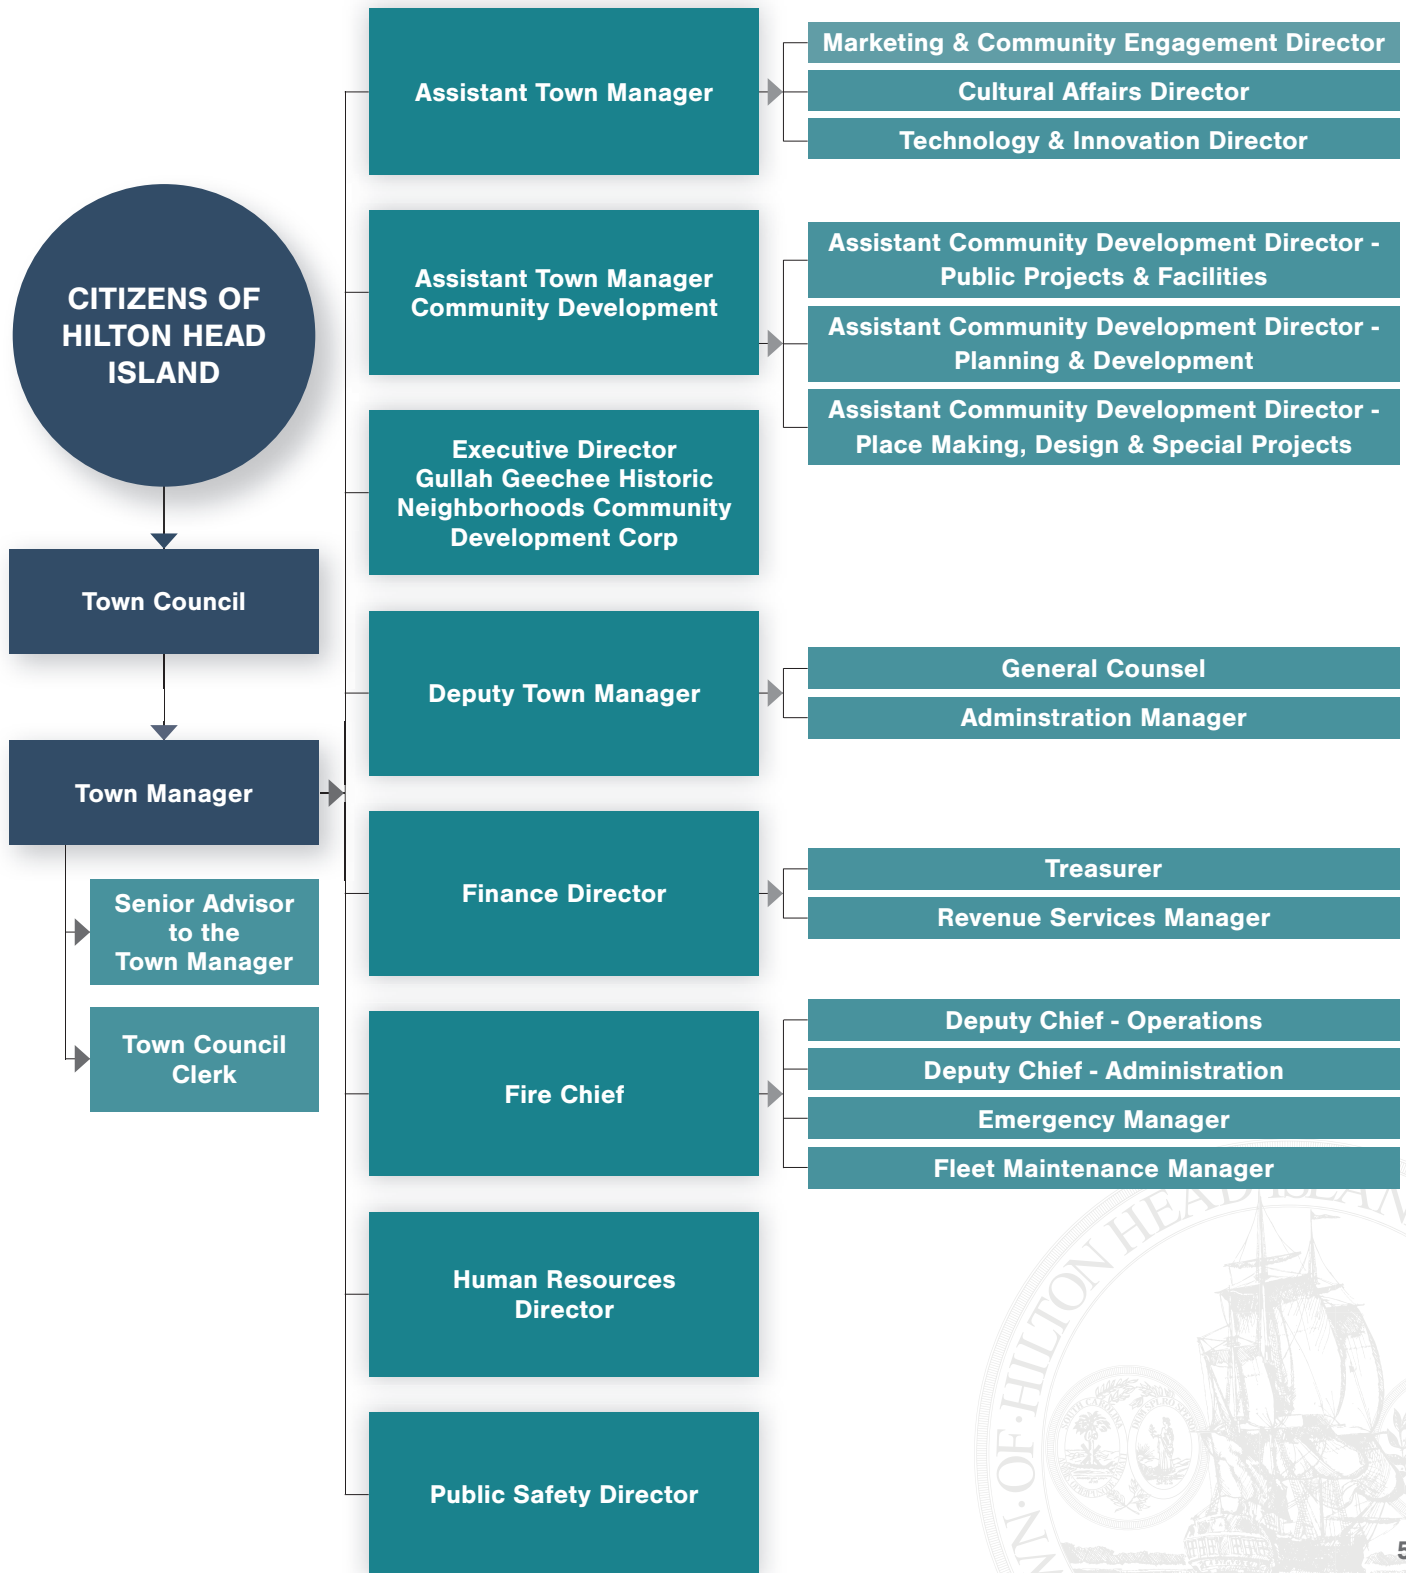 CITIZENS OF
HILTON HEAD
ISLAND
Town Council
Town Manager
Senior Advisor
to the
Town Manager
Town Council
Clerk
Assistant Town Manager
Marketing & Community Engagement Director
Cultural Affairs Director
Technology & Innovation Director
Assistant Town Manager
Community Development
Assistant Community Development Director -
Public Projects & Facilities
Assistant Community Development Director -
Planning & Development
Assistant Community Development Director -
Place Making, Design & Special Projects
Executive Director
Gullah Geechee Historic
Neighborhoods Community
Development Corp
Deputy Town Manager
General Counsel
Adminstration Manager
Finance Director
Treasurer
Revenue Services Manager
Fire Chief
Deputy Chief - Operations
Deputy Chief - Administration
Emergency Manager
Fleet Maintenance Manager
Human Resources
Director
Public Safety Director
OF·HILTON HEAD
5